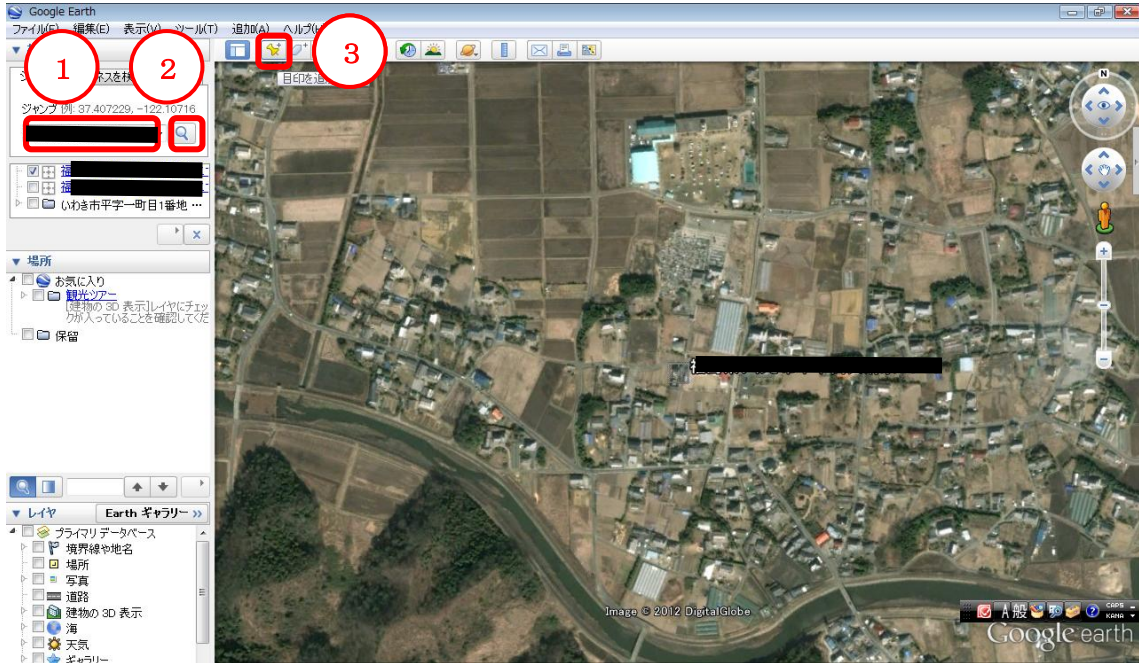 Google Earth
ファイル(F) 編集(E) 表示(V) ツール(T) 追加(A)
1
2
3
目印を追
ジャンプ 例: 37.407229, -122.10716
福
福
いわき市平字一町目1番地 ...
場所
お気に入り
観光ツアー
[建物の 3D 表示]レイヤにチェッ
クが入っていることを確認してくだ
保留
レイヤ
Earth ギャラリー >>
プライマリ データベース
境界線や地名
場所
写真
道路
建物の 3D 表示
海
天気
ギャラリー
N
Image © 2012 DigitalGlobe
A 般
CAPS
KANA
Google earth